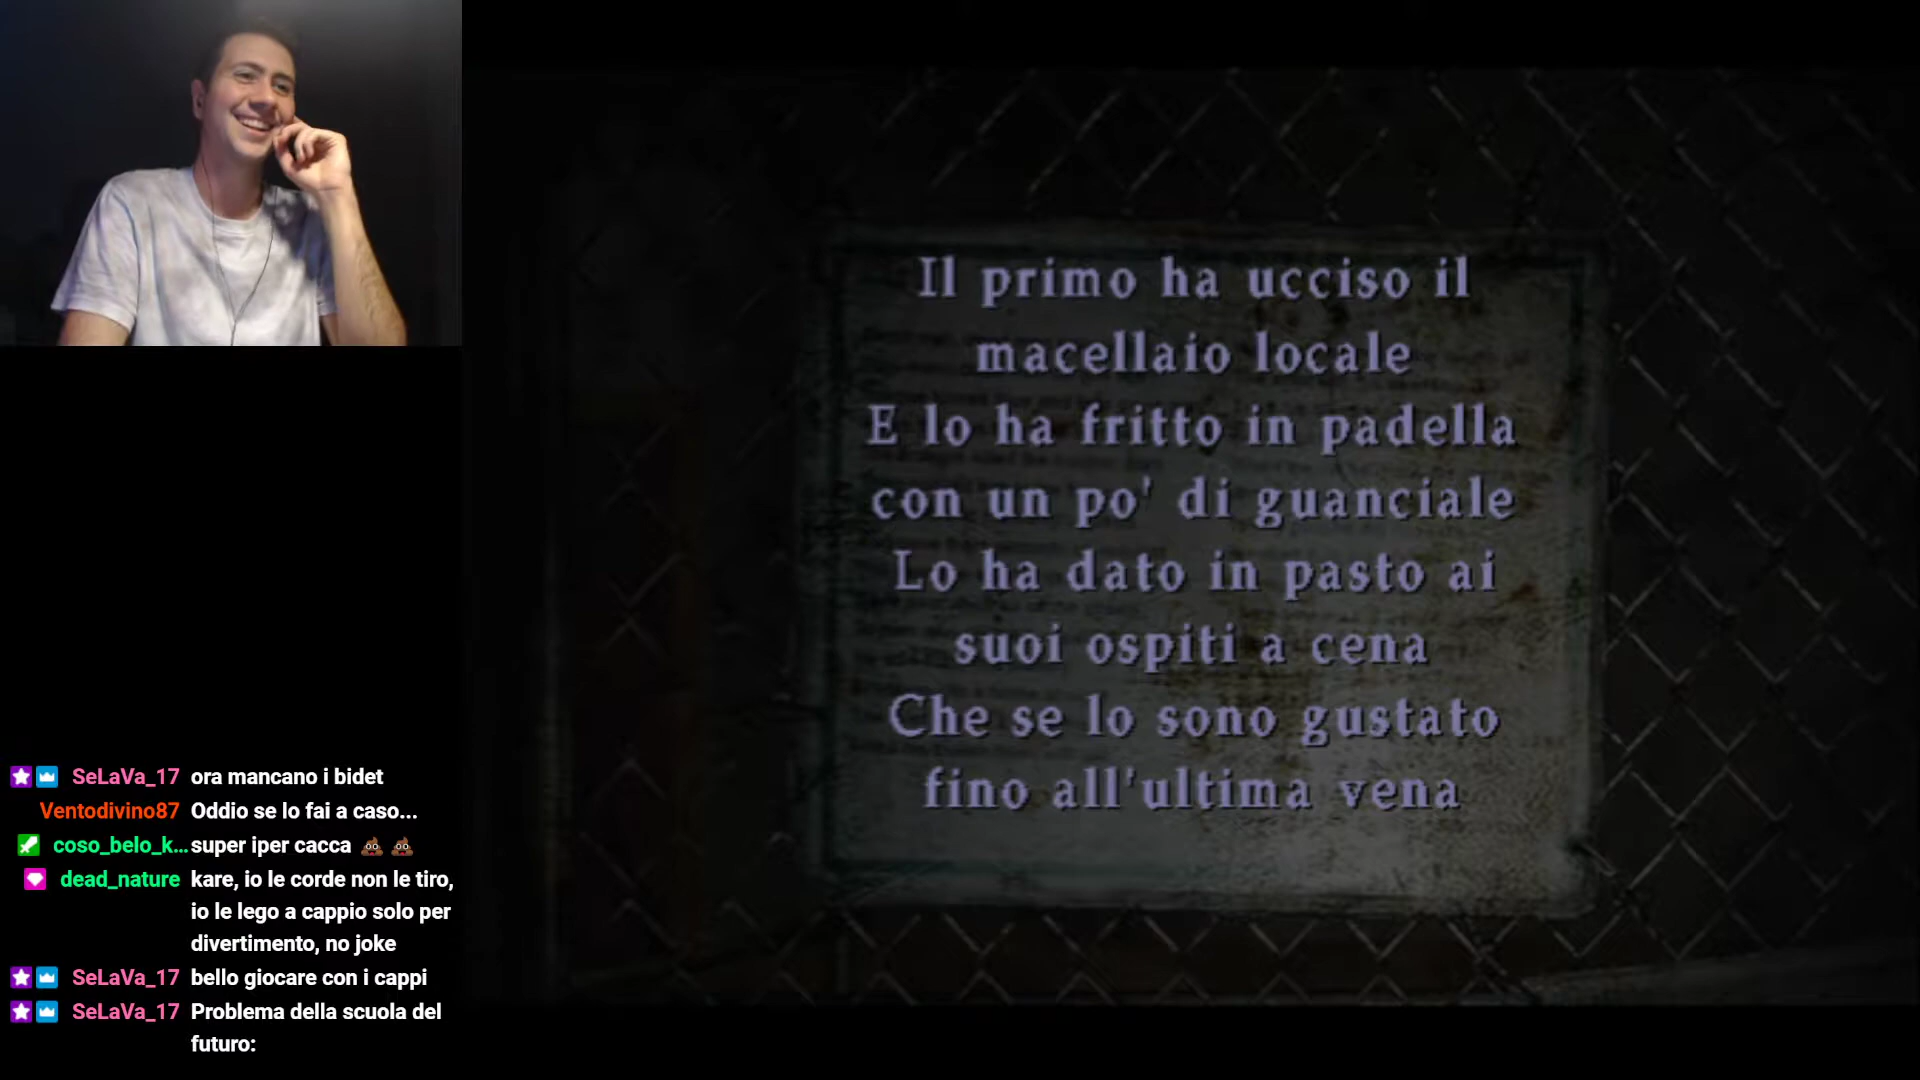 Il primo ha ucciso il
macellaio locale
E lo ha fritto in padella
con un po' di guanciale
Lo ha dato in pasto ai
suoi ospiti a cena
Che se lo sono gustato
fino all'ultima vena
SeLaVa_17 ora mancano i bidet
Ventodivino87 Oddio se lo fai a caso...
coso_belo_k... super iper cacca 💩 💩
dead_nature kare, io le corde non le tiro,
io le lego a cappio solo per
divertimento, no joke
SeLaVa_17 bello giocare con i cappi
SeLaVa_17 Problema della scuola del
futuro: